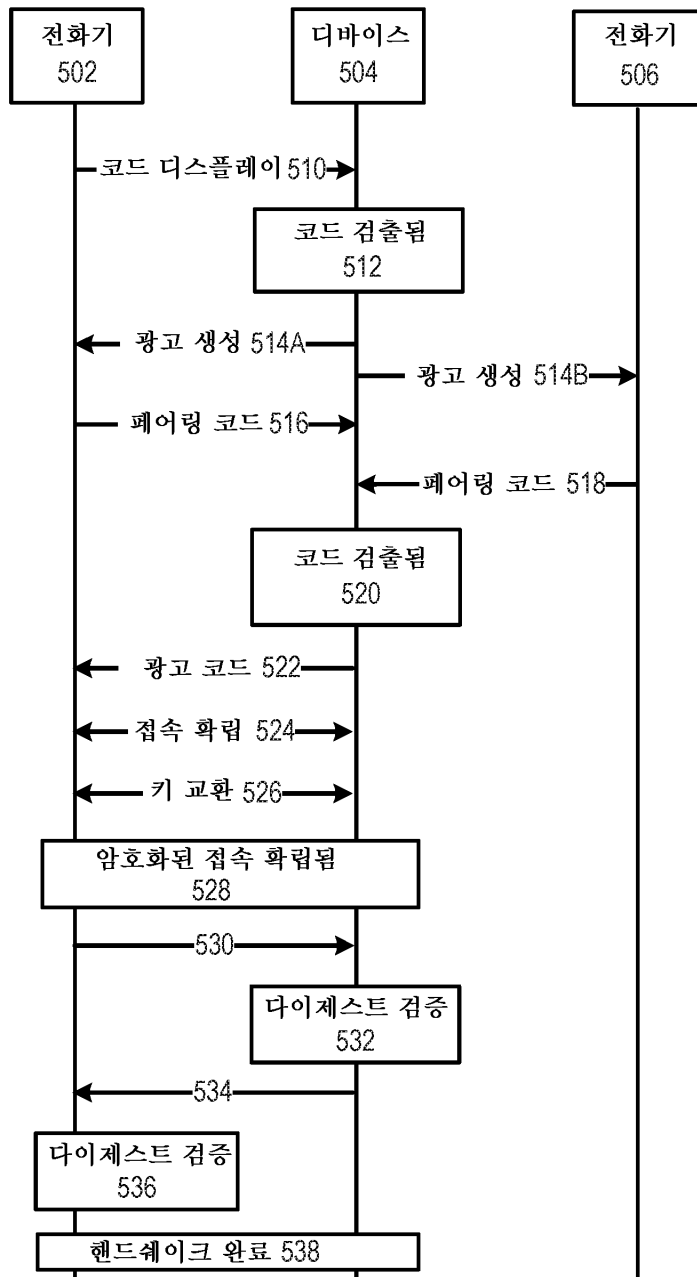 전화기
502
디바이스
504
전화기
506
코드 디스플레이 510
코드 검출됨
512
광고 생성 514A
광고 생성 514B
페어링 코드 516
페어링 코드 518
코드 검출됨
520
광고 코드 522
접속 확립 524
키 교환 526
암호화된 접속 확립됨
528
530
다이제스트 검증
532
534
다이제스트 검증
536
핸드쉐이크 완료 538